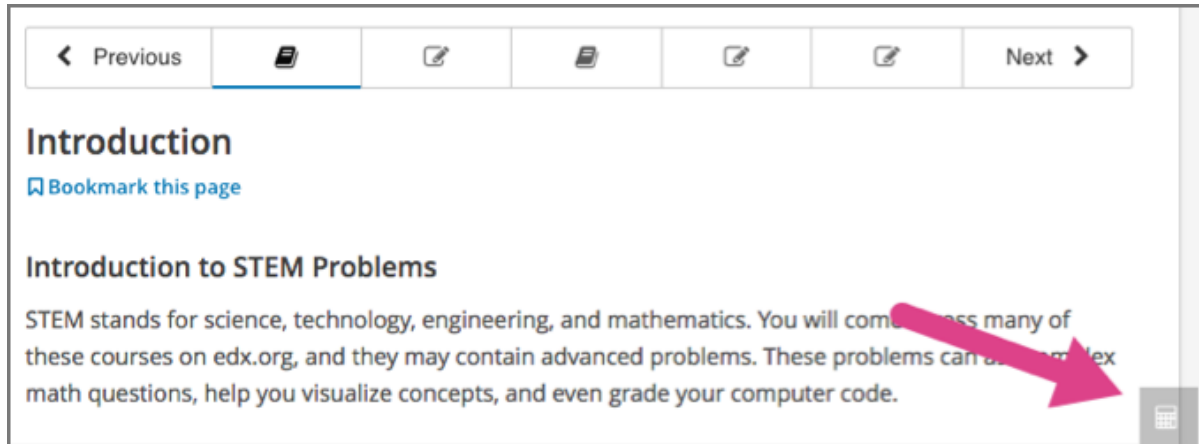 Previous
Next
Introduction
Bookmark this page
Introduction to STEM Problems
STEM stands for science, technology, engineering, and mathematics. You will come many of
these courses on edx.org, and they may contain advanced problems. These problems can
math questions, help you visualize concepts, and even grade your computer code.